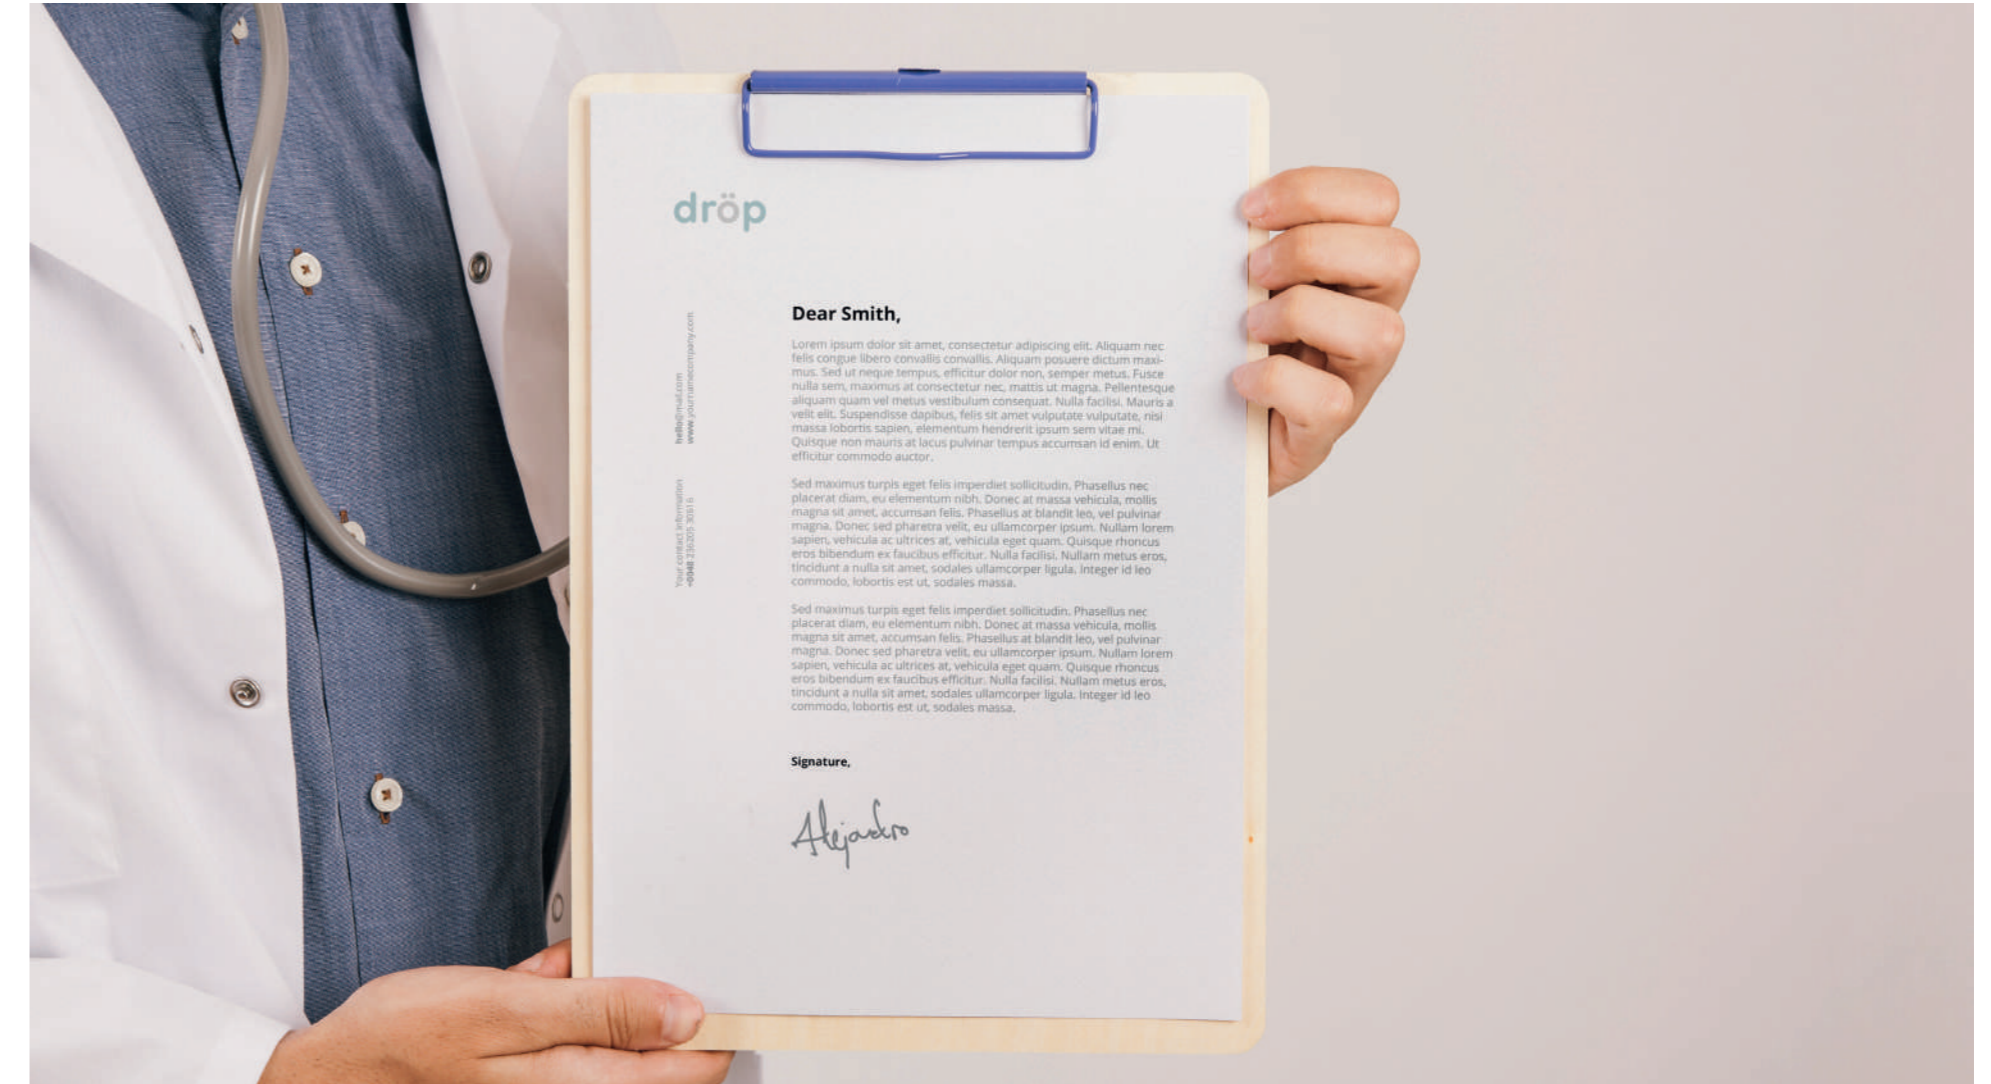 dröp
Dear Smith,
Lorem ipsum dolor sit amet, consectetur adipiscing elit. Aliquam nec
felis congue libero convallis convallis. Aliquam posuere dictum maxi-
mus. Sed ut neque tempus, efficitur dolor non, semper metus. Fusce
nulla sem, maximus at consectetur nec, mattis ut magna. Pellentesque
aliquam quam vel metus vestibulum consequat. Nulla facilisi. Mauris a
velit elit. Suspendisse dapibus, felis sit amet vulputate vulputate, nisi
massa lobortis sapien, elementum hendrerit ipsum sem vitae mi.
Quisque non mauris at lacus pulvinar tempus accumsan id enim. Ut
efficitur commodo auctor.
Sed maximus turpis eget felis imperdiet sollicitudin. Phasellus nec
placerat diam, eu elementum nibh. Donec at massa vehicula, mollis
magna sit amet, accumsan felis. Phasellus at blandit leo, vel pulvinar
magna. Donec sed pharetra velit, eu ullamcorper ipsum. Nullam lorem
sapien, vehicula ac ultrices at, vehicula eget quam. Quisque rhoncus
eros bibendum ex faucibus efficitur. Nulla facilisi. Nullam metus eros,
tincidunt a nulla sit amet, sodales ullamcorper ligula. Integer id leo
commodo, lobortis est ut, sodales massa.
Sed maximus turpis eget felis imperdiet sollicitudin. Phasellus nec
placerat diam, eu elementum nibh. Donec at massa vehicula, mollis
magna sit amet, accumsan felis. Phasellus at blandit leo, vel pulvinar
magna. Donec sed pharetra velit, eu ullamcorper ipsum. Nullam lorem
sapien, vehicula ac ultrices at, vehicula eget quam. Quisque rhoncus
eros bibendum ex faucibus efficitur. Nulla facilisi. Nullam metus eros,
tincidunt a nulla sit amet, sodales ullamcorper ligula. Integer id leo
commodo, lobortis est ut, sodales massa.
Signature,
Alejandro
Your contact information
+0048
hello@mail.com
www.yournamecompany.com